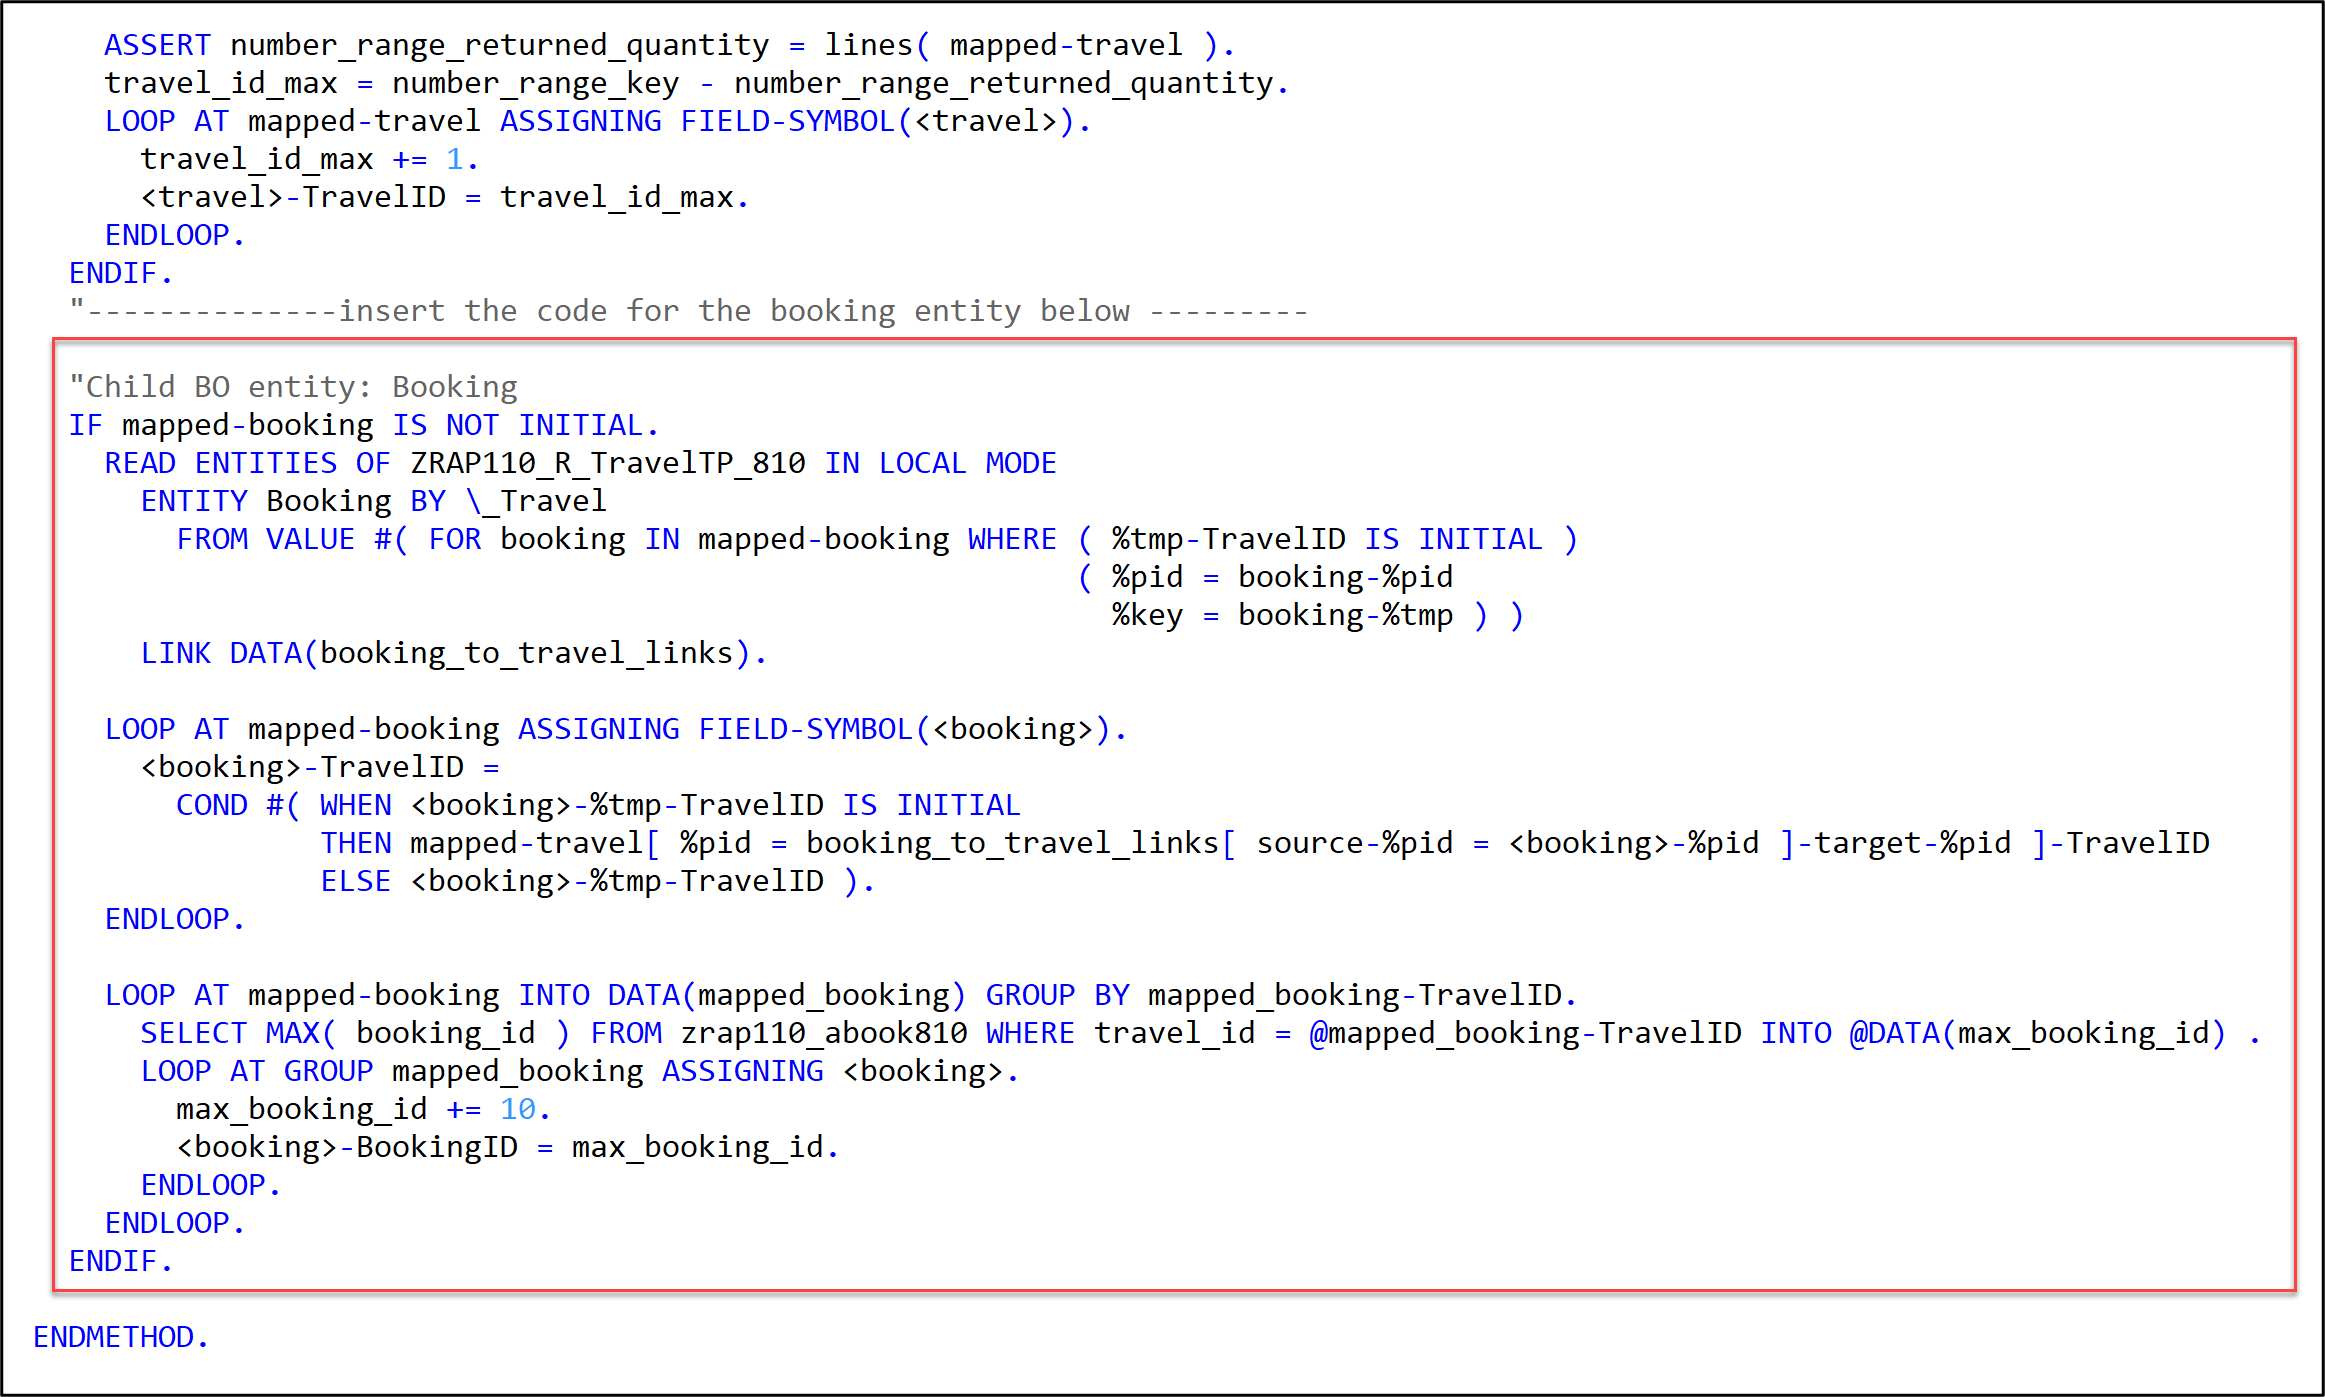 ASSERT number_range_returned_quantity = lines( mapped-travel ).
travel_id_max = number_range_key - number_range_returned_quantity.
LOOP AT mapped-travel ASSIGNING FIELD-SYMBOL(<travel>).
travel_id_max += 1.
<travel>-TravelID = travel_id_max.
ENDLOOP.
ENDIF.
"--------------insert the code for the booking entity below ---------
"Child BO entity: Booking
IF mapped-booking IS NOT INITIAL.
READ ENTITIES OF ZRAP110_R_TravelTP_810 IN LOCAL MODE
ENTITY Booking BY \_Travel
FROM VALUE #( FOR booking IN mapped-booking WHERE ( %tmp-TravelID IS INITIAL )
( %pid = booking-%pid
%key = booking-%tmp ) )
LINK DATA(booking_to_travel_links).
LOOP AT mapped-booking ASSIGNING FIELD-SYMBOL(<booking>).
<booking>-TravelID =
COND #( WHEN <booking>-%tmp-TravelID IS INITIAL
THEN mapped-travel[ %pid = booking_to_travel_links[ source-%pid = <booking>-%pid ]-target-%pid ]-TravelID
ELSE <booking>-%tmp-TravelID ).
ENDLOOP.
LOOP AT mapped-booking INTO DATA(mapped_booking) GROUP BY mapped_booking-TravelID.
SELECT MAX( booking_id ) FROM zrap110_abook810 WHERE travel_id = @mapped_booking-TravelID INTO @DATA(max_booking_id) .
LOOP AT GROUP mapped_booking ASSIGNING <booking>.
max_booking_id += 10.
<booking>-BookingID = max_booking_id.
ENDLOOP.
ENDLOOP.
ENDIF.
ENDMETHOD.